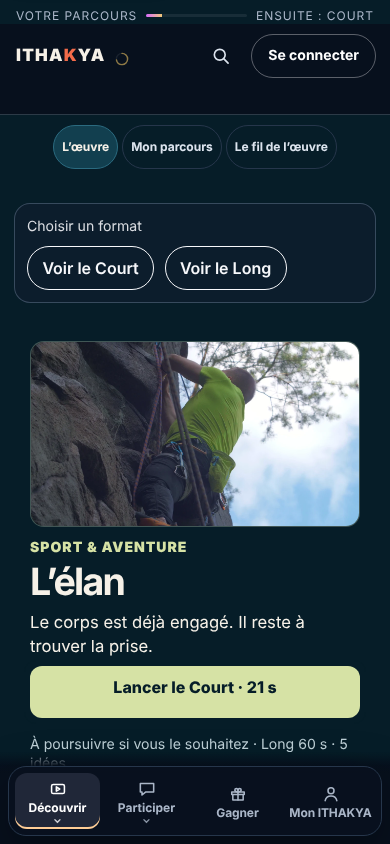 VOTRE PARCOURS ENSUITE : COURT
ITHAKYA Se connecter
L’œuvre Mon parcours Le fil de l’œuvre
Choisir un format
Voir le Court Voir le Long
SPORT & AVENTURE
L’élan
Le corps est déjà engagé. Il reste à
trouver la prise.
Lancer le Court · 21 s
À poursuivre si vous le souhaitez · Long 60 s · 5
idées
Découvrir Participer Gagner Mon ITHAKYA